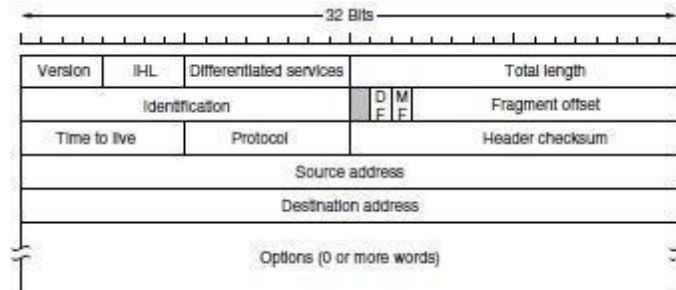 32 Bits
Version IHL Differentiated services Total length
Identification D F M F Fragment offset
Time to live Protocol Header checksum
Source address
Destination address
Options (0 or more words)